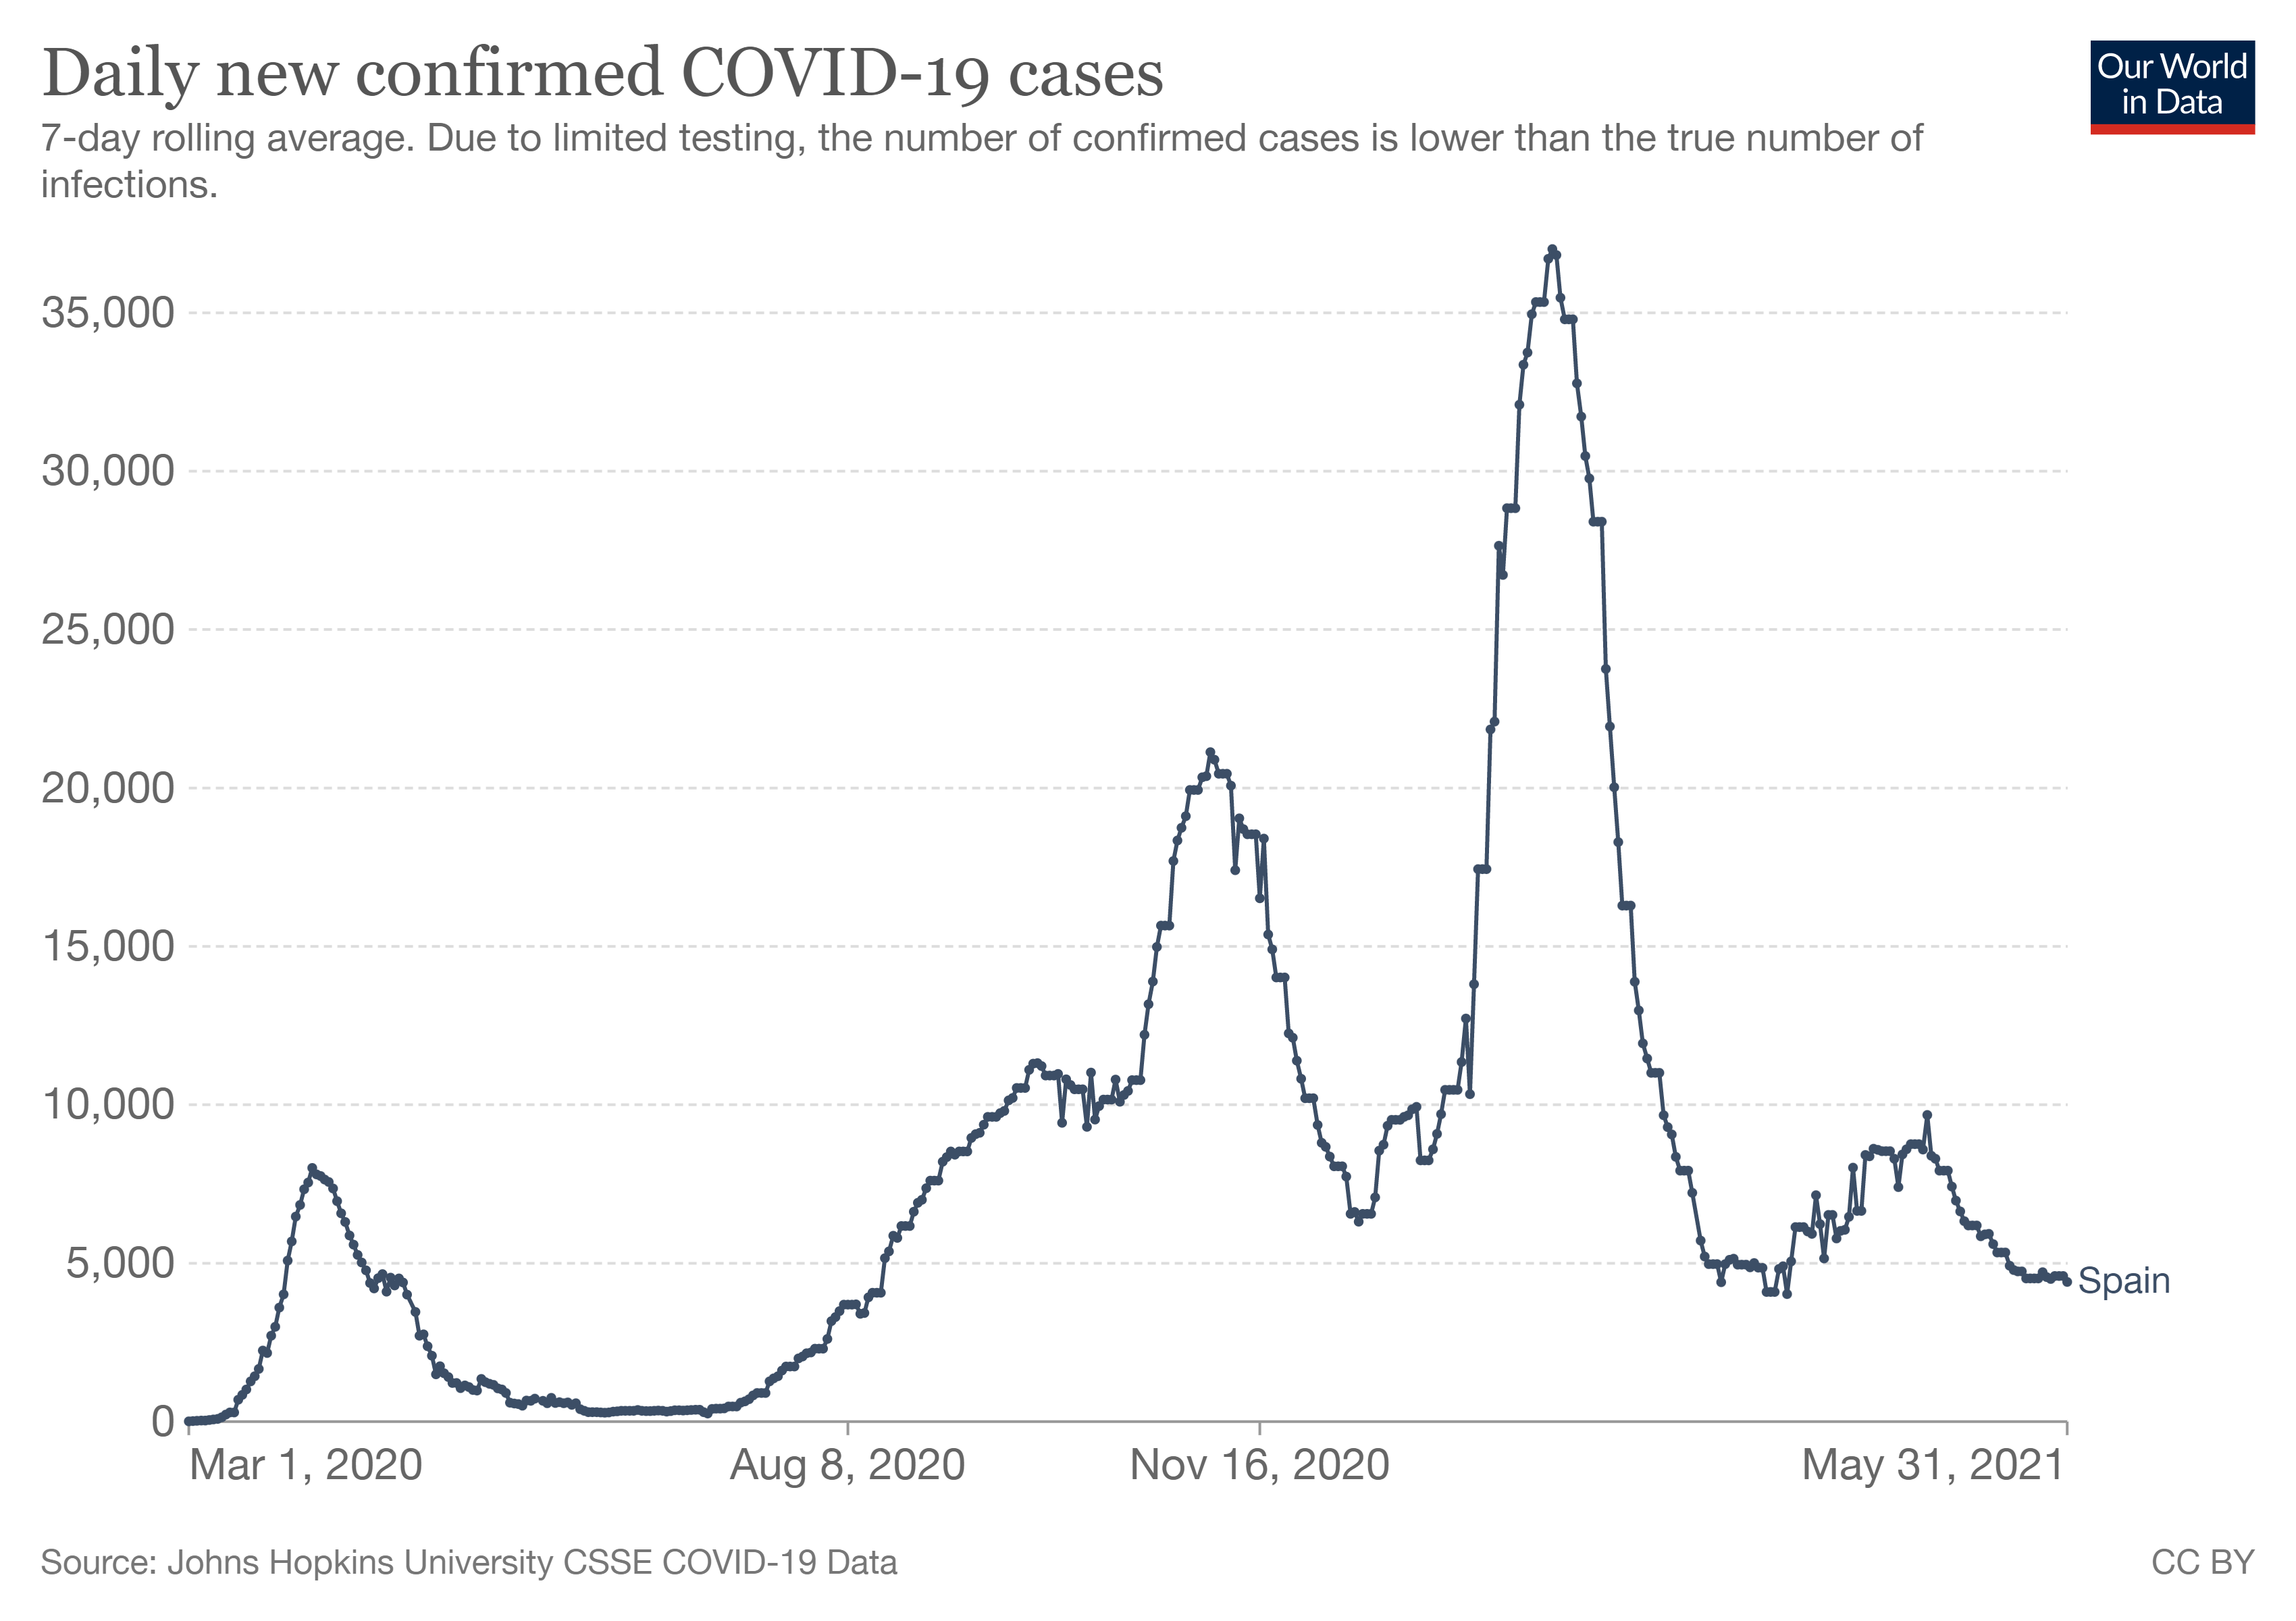 Daily new confirmed COVID-19 cases
Our World
in Data
7-day rolling average. Due to limited testing, the number of confirmed cases is lower than the true number of
infections.
35,000
30,000
25,000
20,000
15,000
10,000
5,000
0
Spain
Mar 1, 2020
Aug 8, 2020
Nov 16, 2020
May 31, 2021
Source: Johns Hopkins University CSSE COVID-19 Data
CC BY